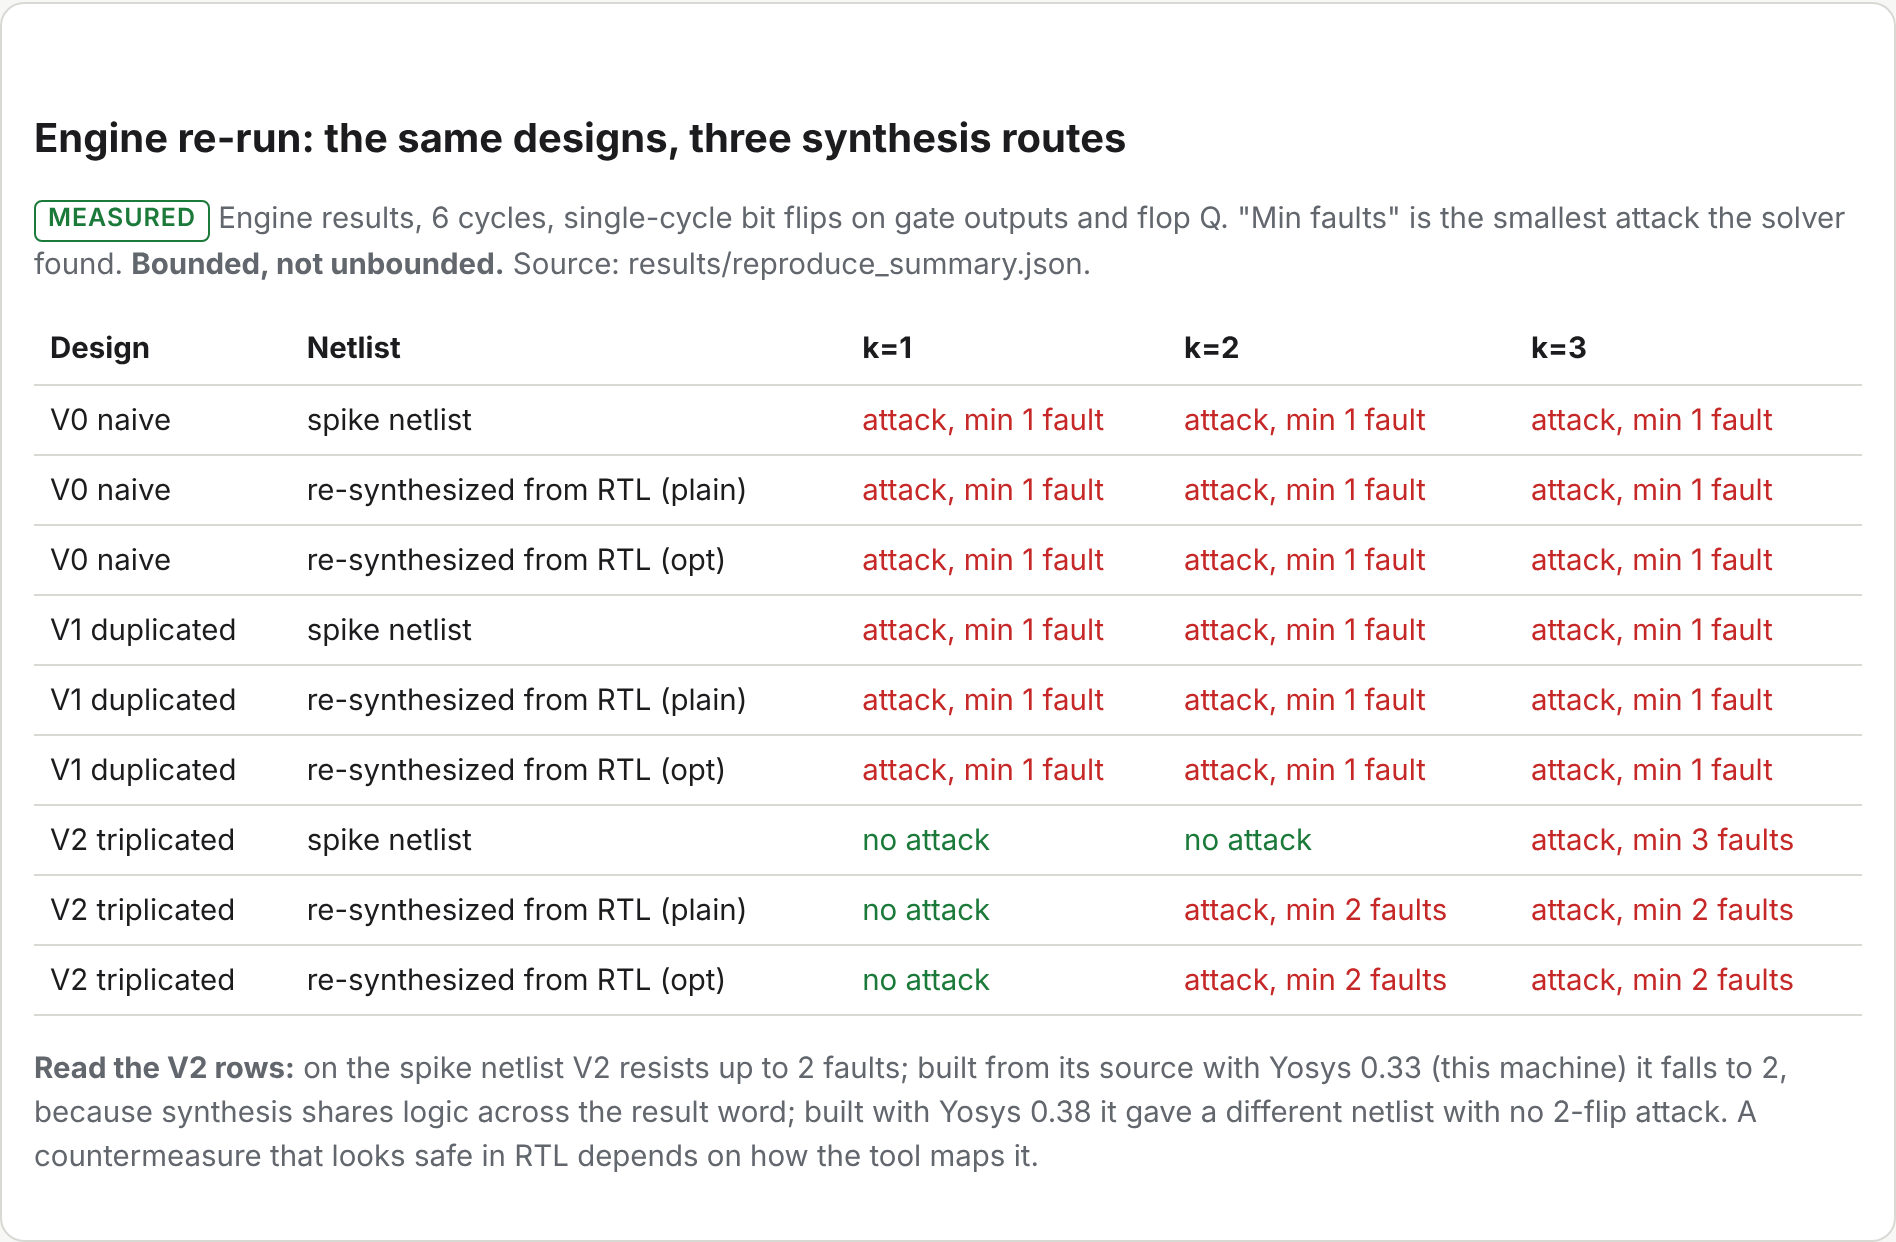 Engine re-run: the same designs, three synthesis routes
MEASURED Engine results, 6 cycles, single-cycle bit flips on gate outputs and flop Q. "Min faults" is the smallest attack the solver
found. Bounded, not unbounded. Source: results/reproduce_summary.json.
Design Netlist k=1 k=2 k=3
V0 naive spike netlist attack, min 1 fault attack, min 1 fault attack, min 1 fault
V0 naive re-synthesized from RTL (plain) attack, min 1 fault attack, min 1 fault attack, min 1 fault
V0 naive re-synthesized from RTL (opt) attack, min 1 fault attack, min 1 fault attack, min 1 fault
V1 duplicated spike netlist attack, min 1 fault attack, min 1 fault attack, min 1 fault
V1 duplicated re-synthesized from RTL (plain) attack, min 1 fault attack, min 1 fault attack, min 1 fault
V1 duplicated re-synthesized from RTL (opt) attack, min 1 fault attack, min 1 fault attack, min 1 fault
V2 triplicated spike netlist no attack no attack attack, min 3 faults
V2 triplicated re-synthesized from RTL (plain) no attack attack, min 2 faults attack, min 2 faults
V2 triplicated re-synthesized from RTL (opt) no attack attack, min 2 faults attack, min 2 faults
Read the V2 rows: on the spike netlist V2 resists up to 2 faults; built from its source with Yosys 0.33 (this machine) it falls to 2,
because synthesis shares logic across the result word; built with Yosys 0.38 it gave a different netlist with no 2-flip attack. A
countermeasure that looks safe in RTL depends on how the tool maps it.